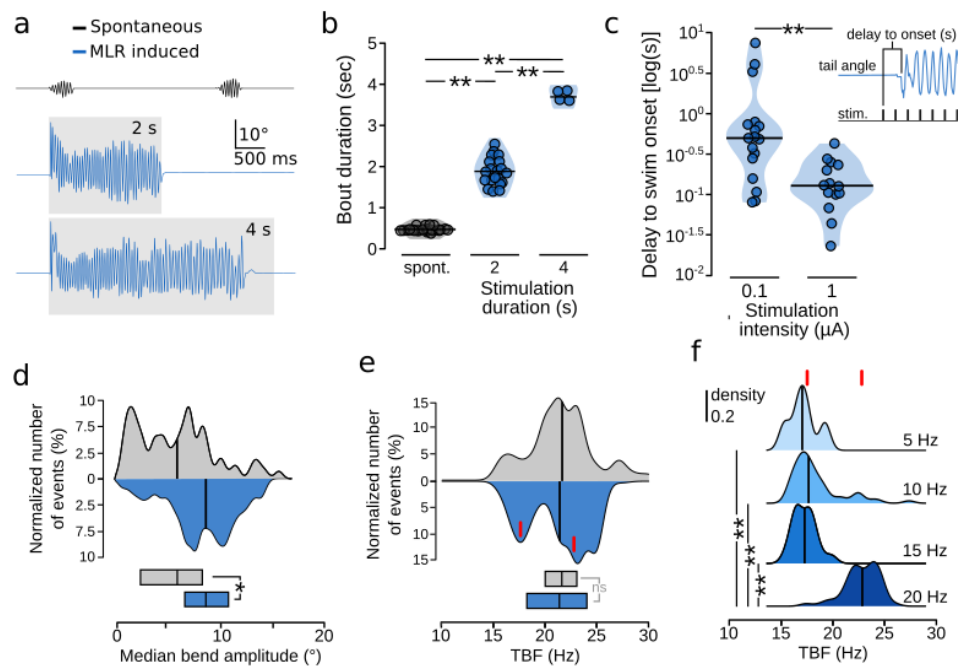 a
Spontaneous
MLR induced
2 s
10°
500 ms
4 s
b
Bout duration (sec)
5
4
3
2
1
0
**
**
**
spont.
2
4
Stimulation
duration (s)
c
Delay to swim onset [log(s)]
10^1
10^0.5
10^0
10^-0.5
10^-1
10^-1.5
10^-2
**
delay to onset (s)
tail angle
stim.
0.1
1
Stimulation
intensity (µA)
d
Normalized number
of events (%)
10
7.5
5
2.5
0
2.5
5
7.5
10
*
0
10
20
Median bend amplitude (°)
e
Normalized number
of events (%)
15
10
5
0
5
10
15
ns
10
15
20
25
30
TBF (Hz)
f
density
0.2
5 Hz
10 Hz
15 Hz
20 Hz
**
**
**
10
15
20
25
30
TBF (Hz)